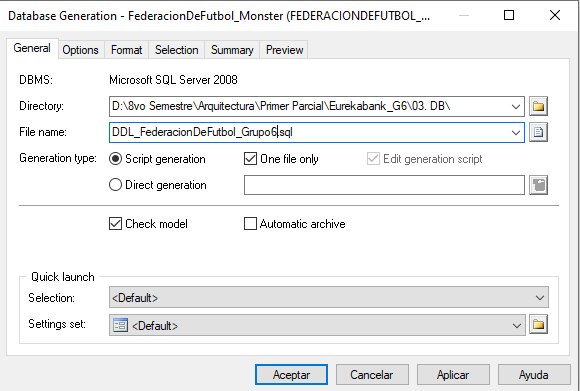 Database Generation - FederacionDeFutbol_Monster (FEDERACIONDEFUTBOL_...
General Options Format Selection Summary Preview
DBMS: Microsoft SQL Server 2008
Directory: D:\8vo Semestre\Arquitectura\Primer Parcial\Eurekabank_G6\03. DB\
File name: DDL_FederacionDeFutbol_Grupo6.sql
Generation type: Script generation One file only Edit generation script
Direct generation
Check model Automatic archive
Quick launch
Selection: <Default>
Settings set: <Default>
Aceptar Cancelar Aplicar Ayuda